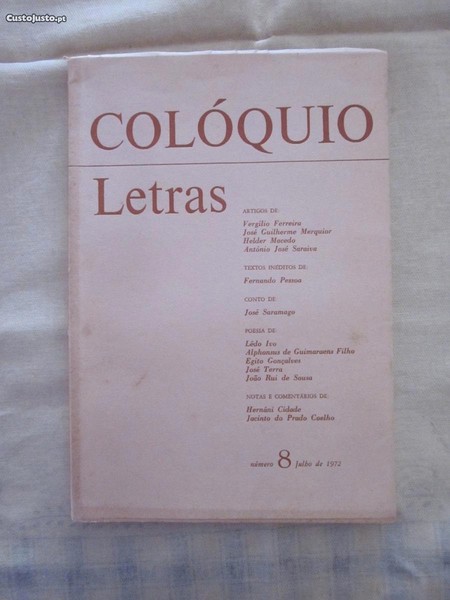 CustoJusto.pt
COLÓQUIO
Letras
ARTIGOS DE:
Vergílio Ferreira
José Guilherme Merquior
Helder Macedo
António José Saraiva
TEXTOS INÉDITOS DE:
Fernando Pessoa
CONTO DE:
José Saramago
POESIA DE:
Lêdo Ivo
Alphonsus de Guimaraens Filho
Egito Gonçalves
José Terra
João Rui de Sousa
NOTAS E COMENTÁRIOS DE:
Hernâni Cidade
Jacinto do Prado Coelho
número 8 Julho de 1972